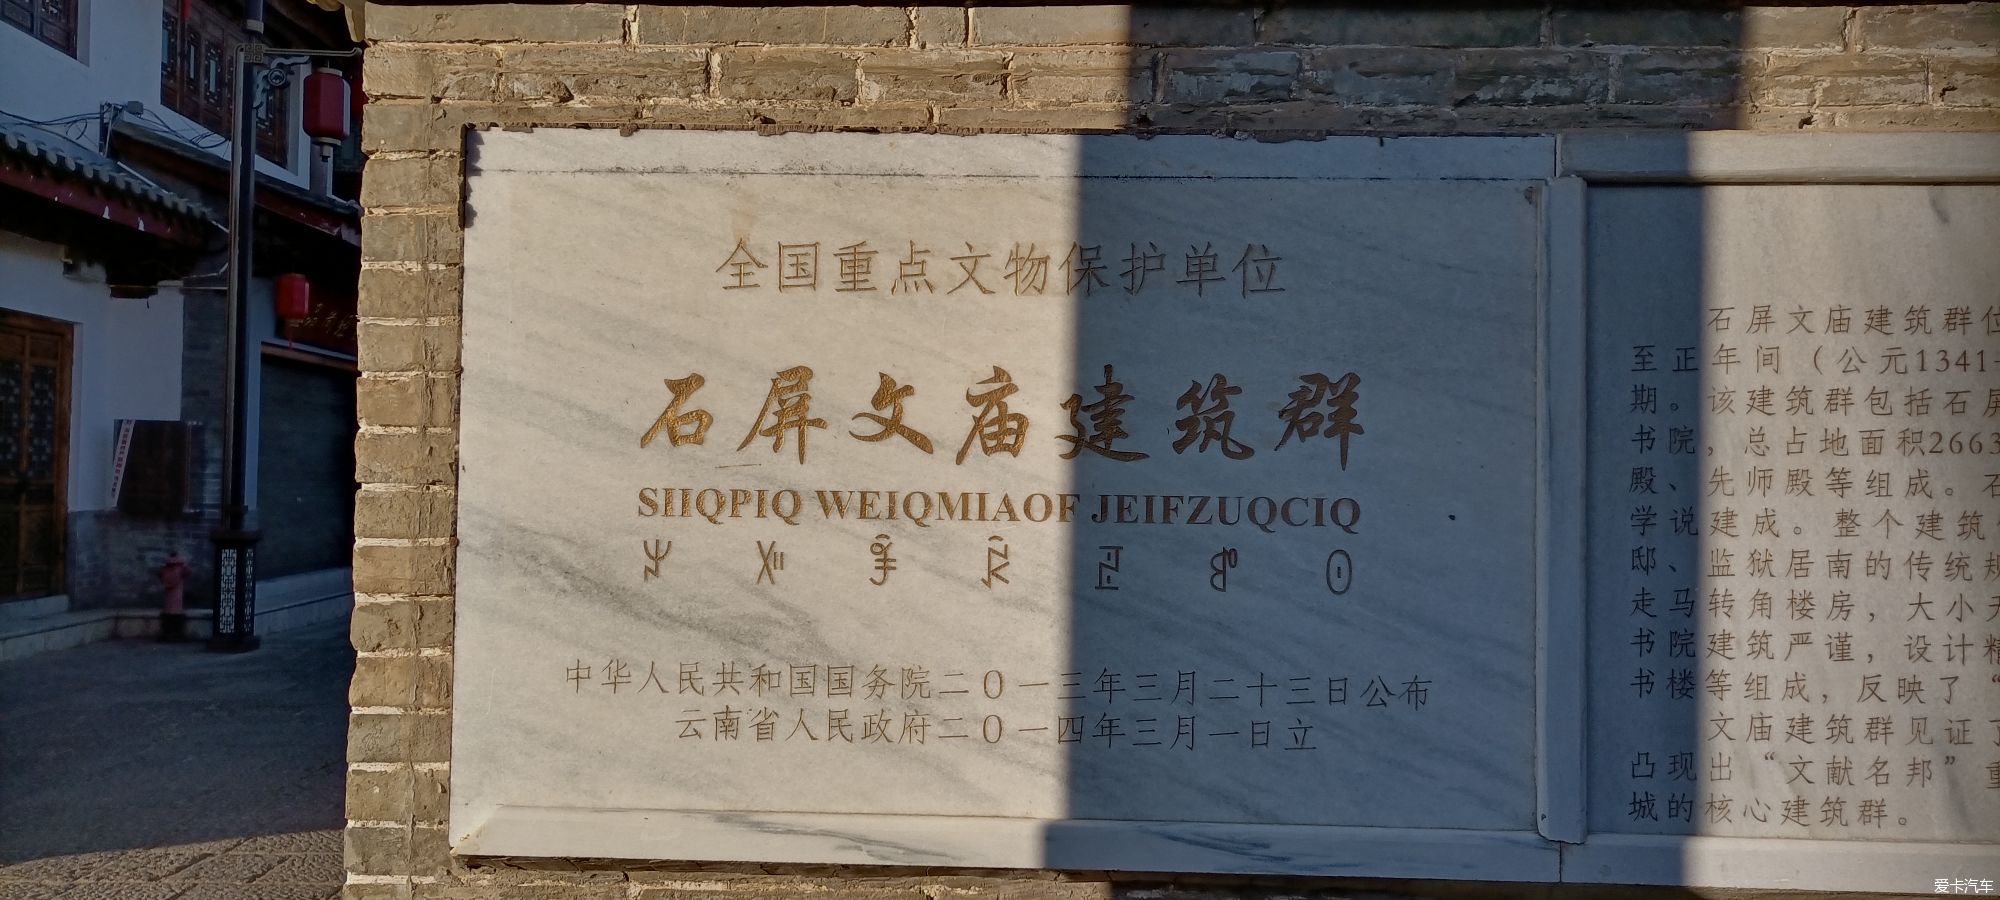 全国重点文物保护单位
石屏文庙建筑群
SIIQPIQ WEIQMIAOF JEIFZUQCIQ
中华人民共和国国务院二〇一三年三月二十三日公布
云南省人民政府二〇一四年三月一日立
石屏文庙建筑群位
至正年间（公元1341-
期。该建筑群包括石屏
书院，总占地面积2663
殿、先师殿等组成。石
学说建成。整个建筑
邸、监狱居南的传统规
走马转角楼房，大小天
书院建筑严谨，设计精
书楼等组成，反映了“
文庙建筑群见证了
凸现出“文献名邦”重
城的核心建筑群。
爱卡汽车